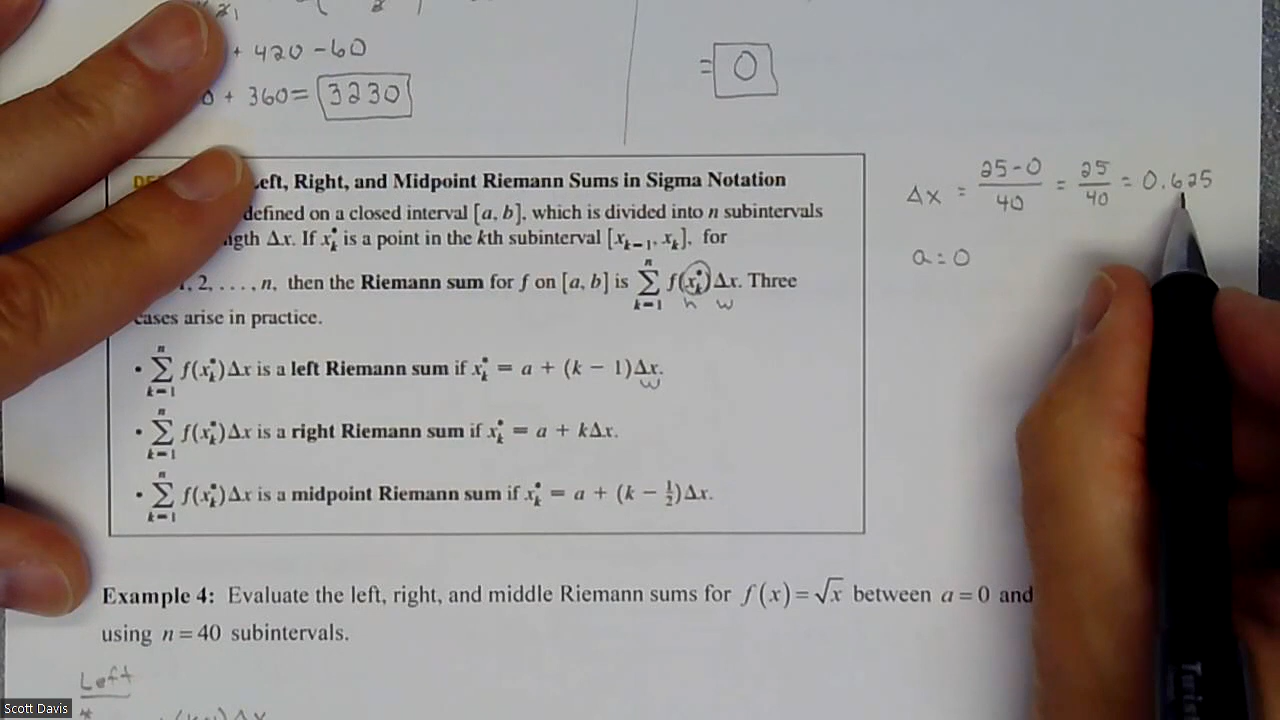 + 420 - 60
+ 360 = 3230
= 0
Left, Right, and Midpoint Riemann Sums in Sigma Notation
defined on a closed interval [a, b], which is divided into n subintervals
Δx. If x*ₖ is a point in the kth subinterval [xₖ₋₁, xₖ], for
2, . . . , n, then the Riemann sum for f on [a, b] is ∑ₖ₌₁ⁿ f(x*ₖ)Δx. Three
h w
cases arise in practice.
• ∑ₖ₌₁ⁿ f(x*ₖ)Δx is a left Riemann sum if x*ₖ = a + (k − 1)Δx.
w
• ∑ₖ₌₁ⁿ f(x*ₖ)Δx is a right Riemann sum if x*ₖ = a + kΔx.
• ∑ₖ₌₁ⁿ f(x*ₖ)Δx is a midpoint Riemann sum if x*ₖ = a + (k − ½)Δx.
Δx = (25-0)/40 = 25/40 = 0.625
a = 0
Example 4: Evaluate the left, right, and middle Riemann sums for f(x) = √x between a = 0 and
using n = 40 subintervals.
Left
Scott Davis